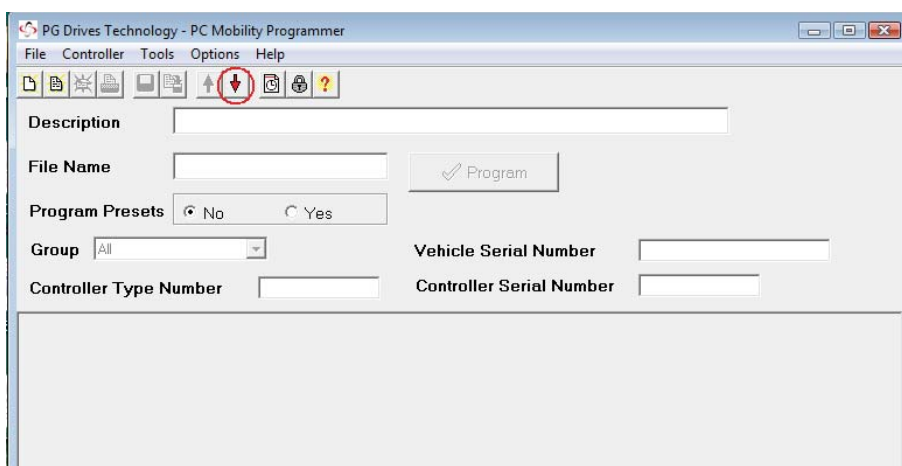 PG Drives Technology - PC Mobility Programmer
File Controller Tools Options Help
?
Description
File Name
Program
Program Presets No Yes
Group All Vehicle Serial Number
Controller Type Number Controller Serial Number